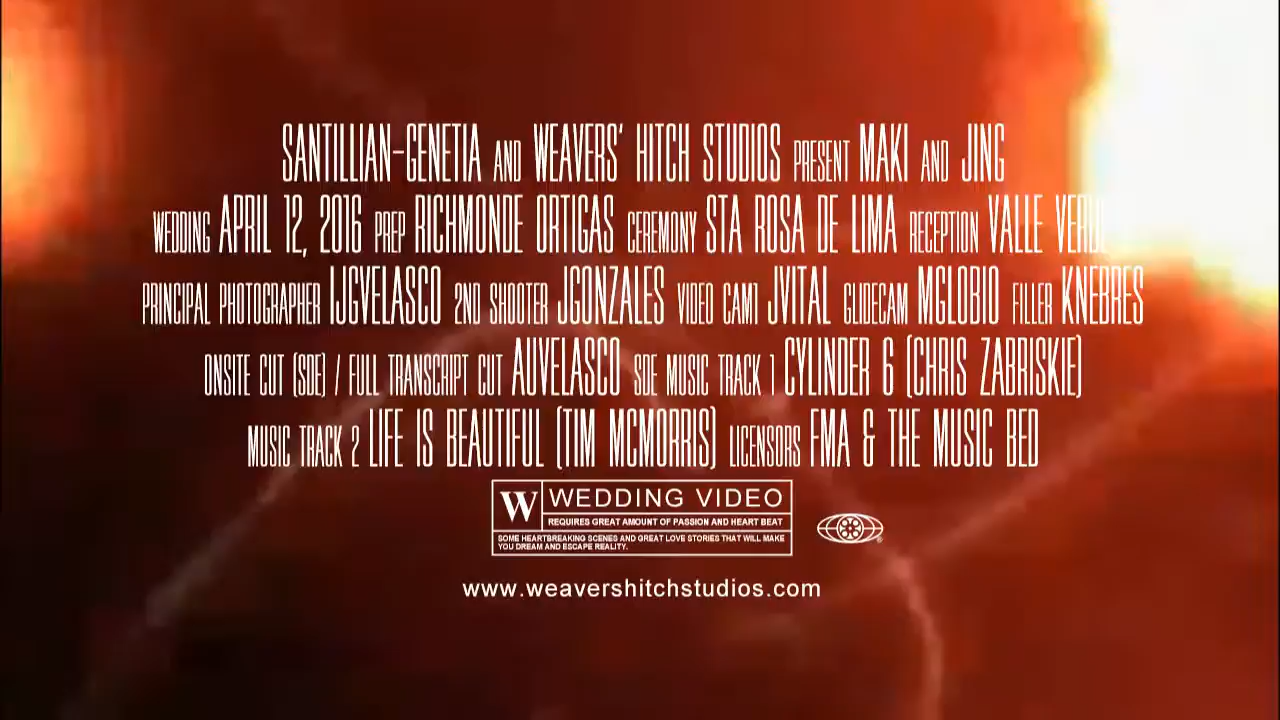 SANTILLIAN-GENETIA AND WEAVERS' HITCH STUDIOS PRESENT MAKI AND JING
WEDDING APRIL 12, 2016 PREP RICHMONDE ORTIGAS CEREMONY STA ROSA DE LIMA RECEPTION VALLE
PRINCIPAL PHOTOGRAPHER IJGVELASCO 2ND SHOOTER JGONZALES VIDEO CAM1 JVITAL GLIDECAM MGLOBIO FILLER KNEBRES
ONSITE CUT (SDE) / FULL TRANSCRIPT CUT AUVELASCO SDE MUSIC TRACK 1 CYLINDER 6 (CHRIS ZABRISKIE)
MUSIC TRACK 2 LIFE IS BEAUTIFUL (TIM MCMORRIS) LICENSORS FMA & THE MUSIC BED
W WEDDING VIDEO
REQUIRES GREAT AMOUNT OF PASSION AND HEART BEAT
SOME HEARTBREAKING SCENES AND GREAT LOVE STORIES THAT WILL MAKE
YOU DREAM AND ESCAPE REALITY.
www.weavershitchstudios.com